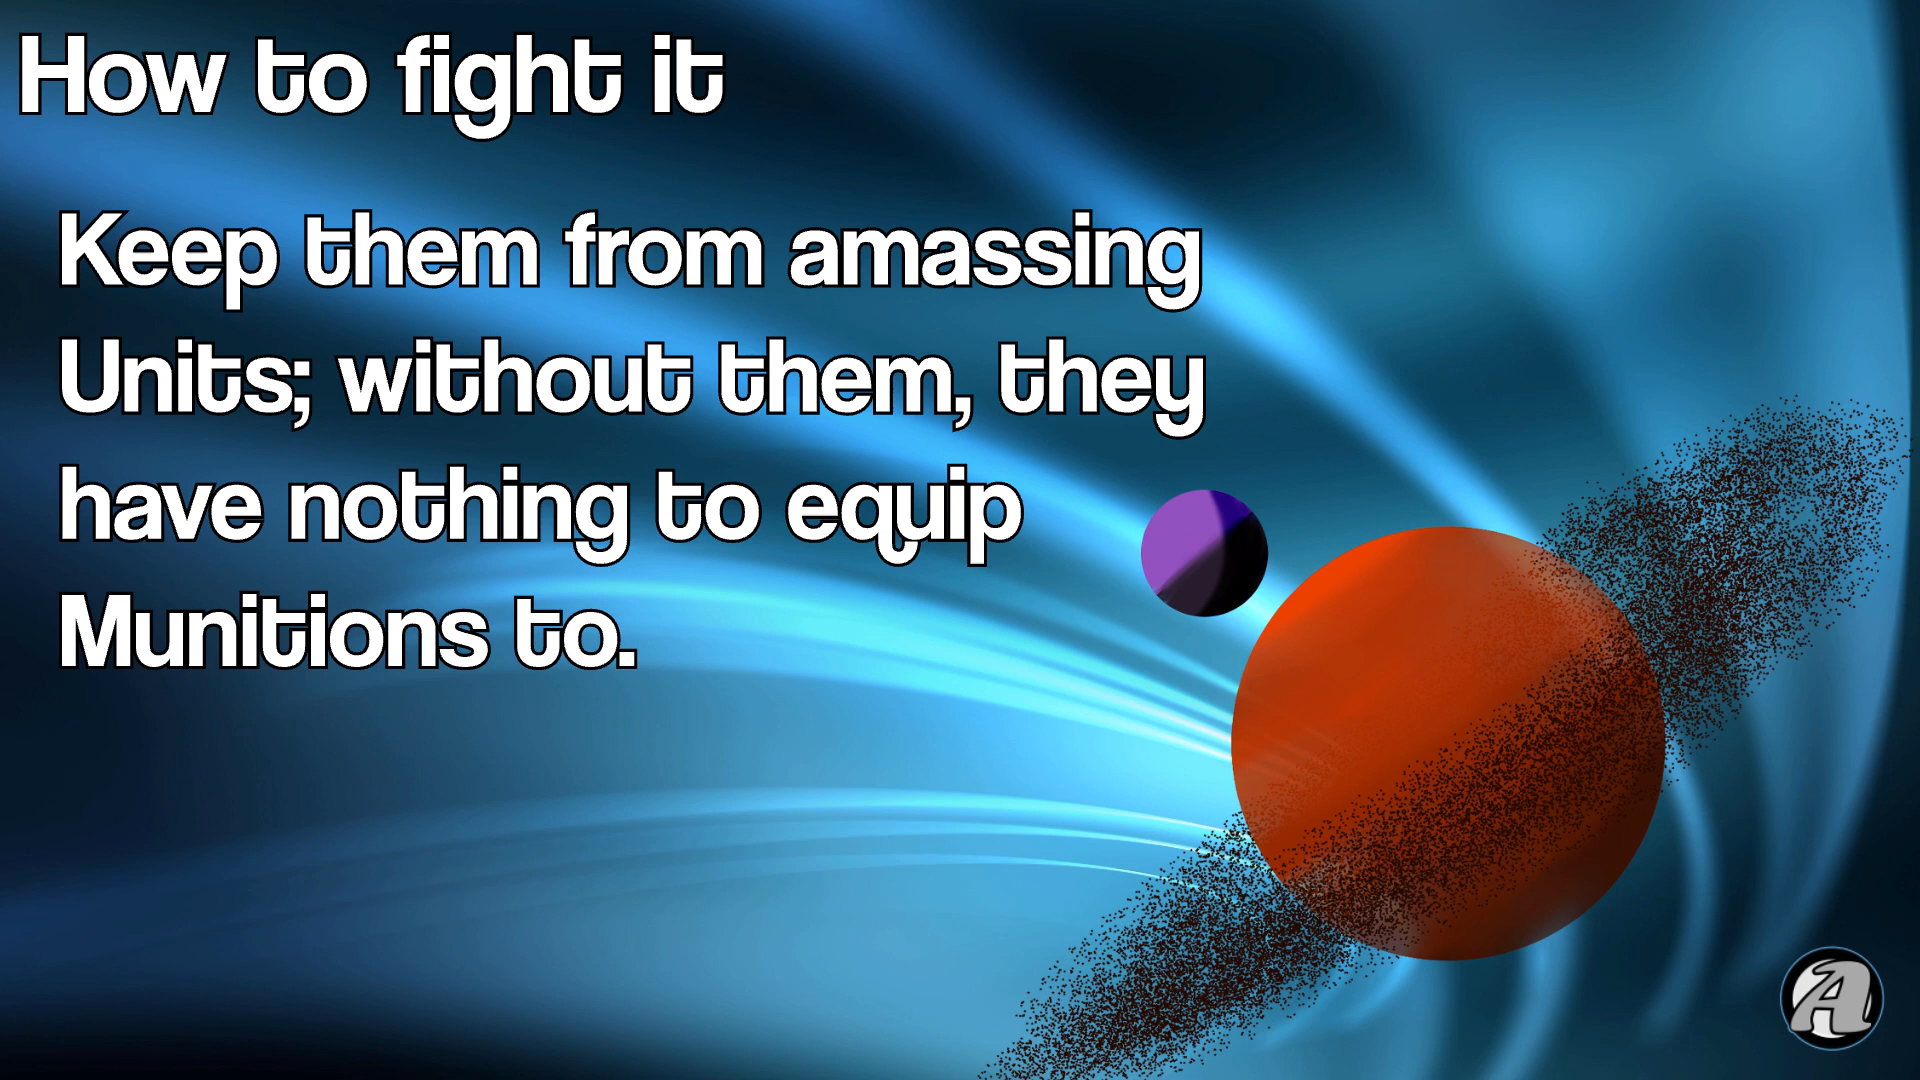 How to fight it
Keep them from amassing
Units; without them, they
have nothing to equip
Munitions to.
A